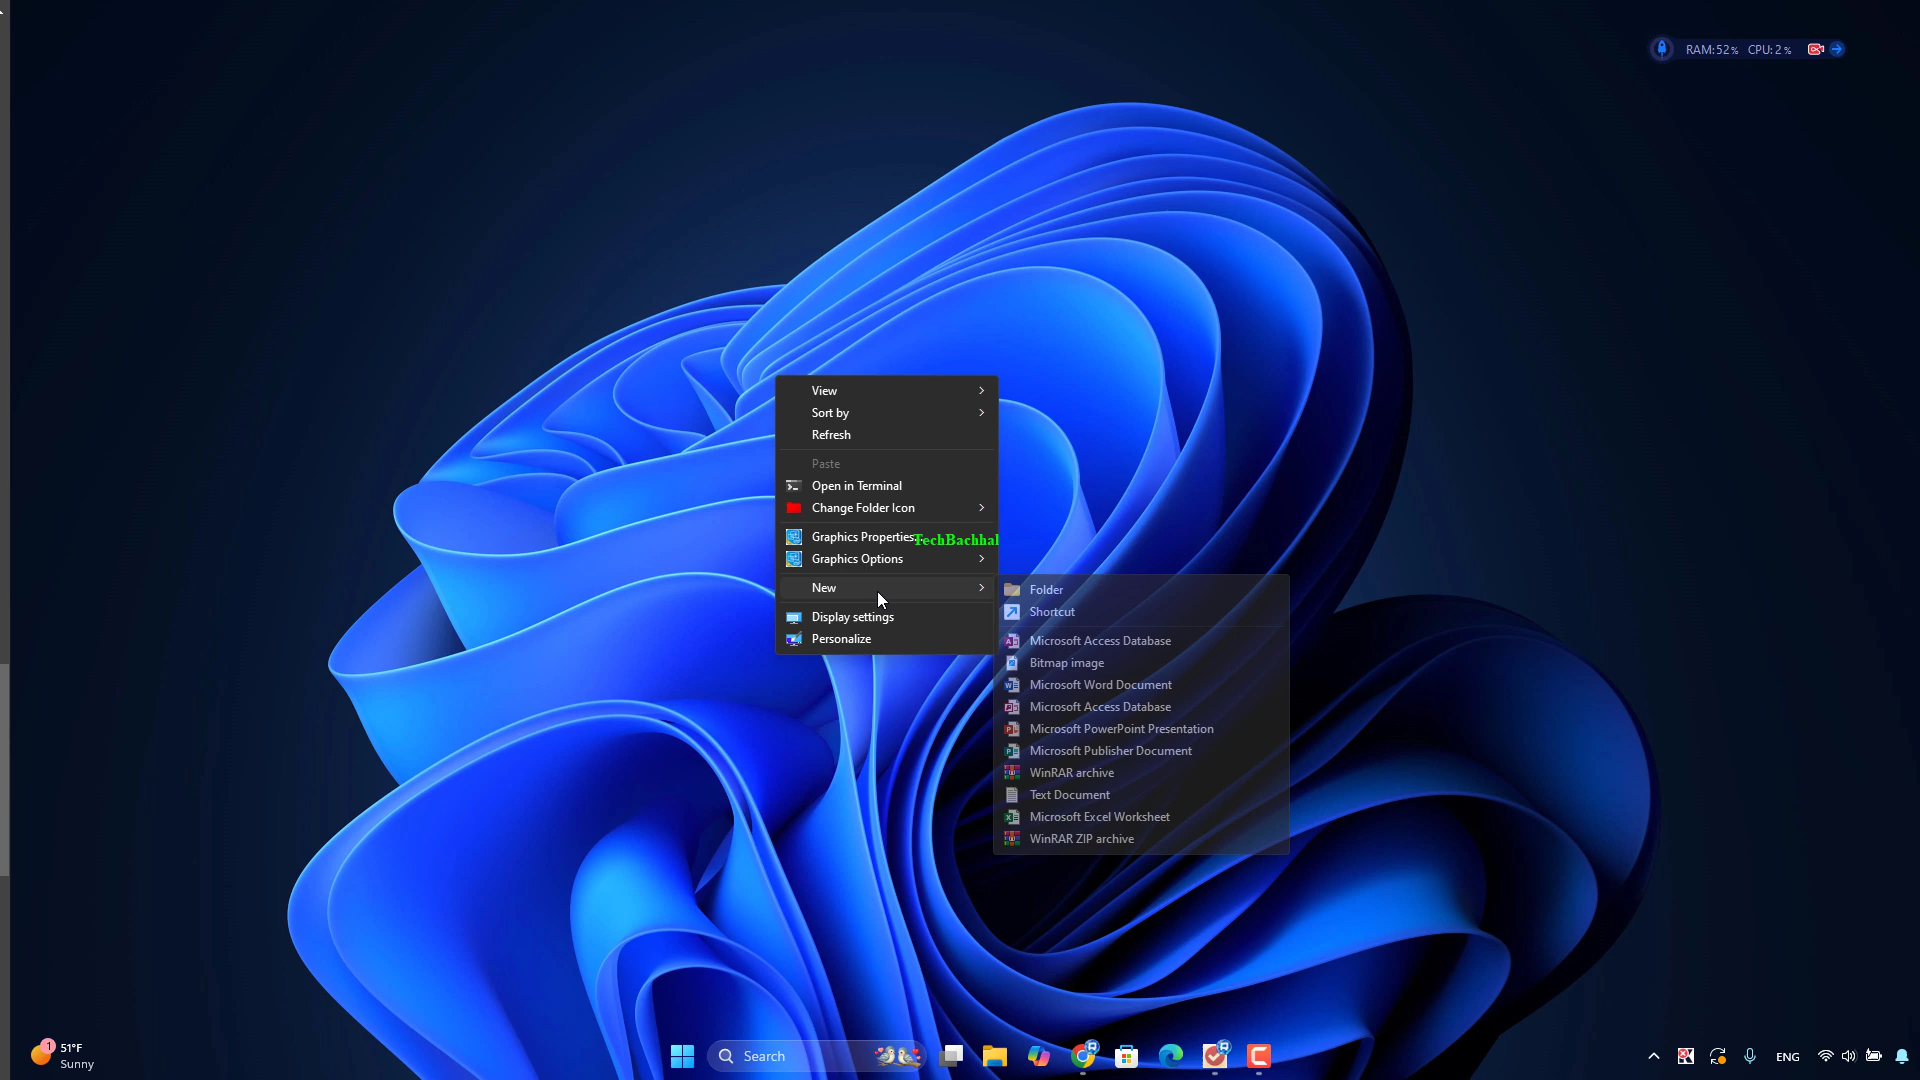 RAM:52% CPU:2%
View
Sort by
Refresh
Paste
Open in Terminal
Change Folder Icon
Graphics Properties...
TechBachhal
Graphics Options
New
Display settings
Personalize
Folder
Shortcut
Microsoft Access Database
Bitmap image
Microsoft Word Document
Microsoft Access Database
Microsoft PowerPoint Presentation
Microsoft Publisher Document
WinRAR archive
Text Document
Microsoft Excel Worksheet
WinRAR ZIP archive
1
51°F
Sunny
Search
ENG